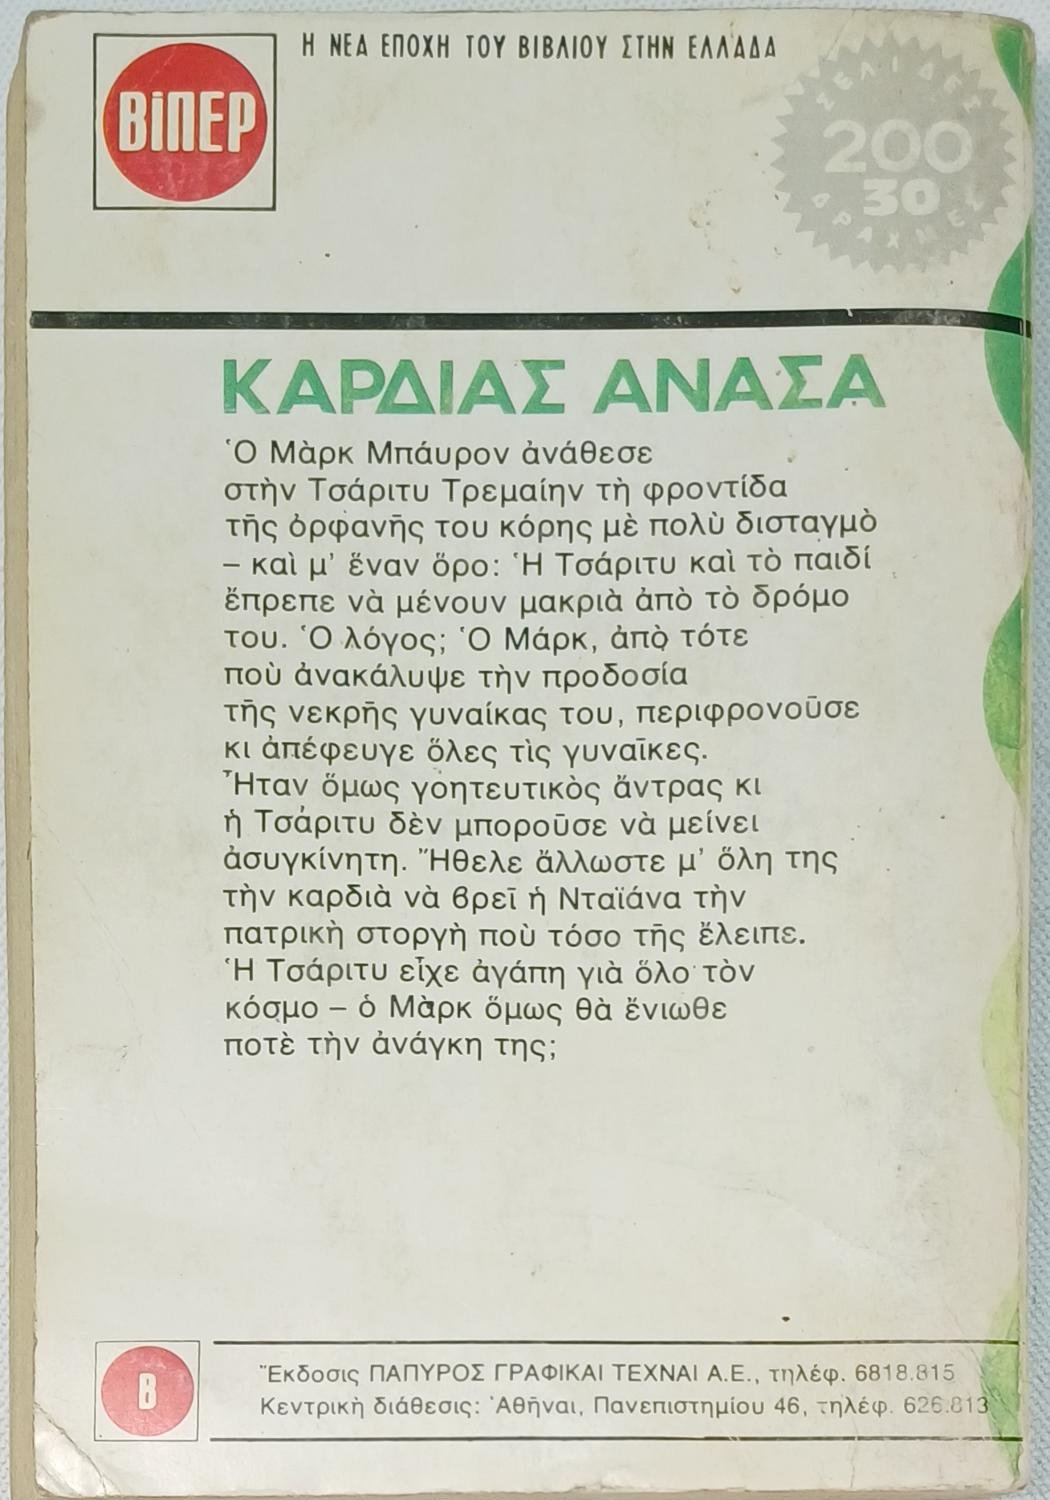 ΒΙΠΕΡ
Η ΝΕΑ ΕΠΟΧΗ ΤΟΥ ΒΙΒΛΙΟΥ ΣΤΗΝ ΕΛΛΑΔΑ
ΣΕΛΙΔΕΣ
200
30
ΔΡΑΧΜΕΣ
ΚΑΡΔΙΑΣ ΑΝΑΣΑ
Ὁ Μὰρκ Μπάυρον ἀνάθεσε
στὴν Τσάριτυ Τρεμαίην τὴ φροντίδα
τῆς ὀρφανῆς του κόρης μὲ πολὺ δισταγμὸ
– καὶ μ' ἕναν ὅρο: Ἡ Τσάριτυ καὶ τὸ παιδί
ἔπρεπε νὰ μένουν μακριὰ ἀπὸ τὸ δρόμο
του. Ὁ λόγος; Ὁ Μάρκ, ἀπὸ τότε
ποὺ ἀνακάλυψε τὴν προδοσία
τῆς νεκρῆς γυναίκας του, περιφρονοῦσε
κι ἀπέφευγε ὅλες τὶς γυναῖκες.
Ἦταν ὅμως γοητευτικὸς ἄντρας κι
ἡ Τσάριτυ δὲν μποροῦσε νὰ μείνει
ἀσυγκίνητη. Ἤθελε ἄλλωστε μ' ὅλη της
τὴν καρδιὰ νὰ βρεῖ ἡ Νταϊάνα τὴν
πατρικὴ στοργὴ ποὺ τόσο τῆς ἔλειπε.
Ἡ Τσάριτυ εἶχε ἀγάπη γιὰ ὅλο τὸν
κόσμο – ὁ Μὰρκ ὅμως θὰ ἔνιωθε
ποτὲ τὴν ἀνάγκη της;
Β
Ἔκδοσις ΠΑΠΥΡΟΣ ΓΡΑΦΙΚΑΙ ΤΕΧΝΑΙ Α.Ε., τηλέφ. 6818.815
Κεντρικὴ διάθεσις: Ἀθῆναι, Πανεπιστημίου 46, τηλέφ. 626.813